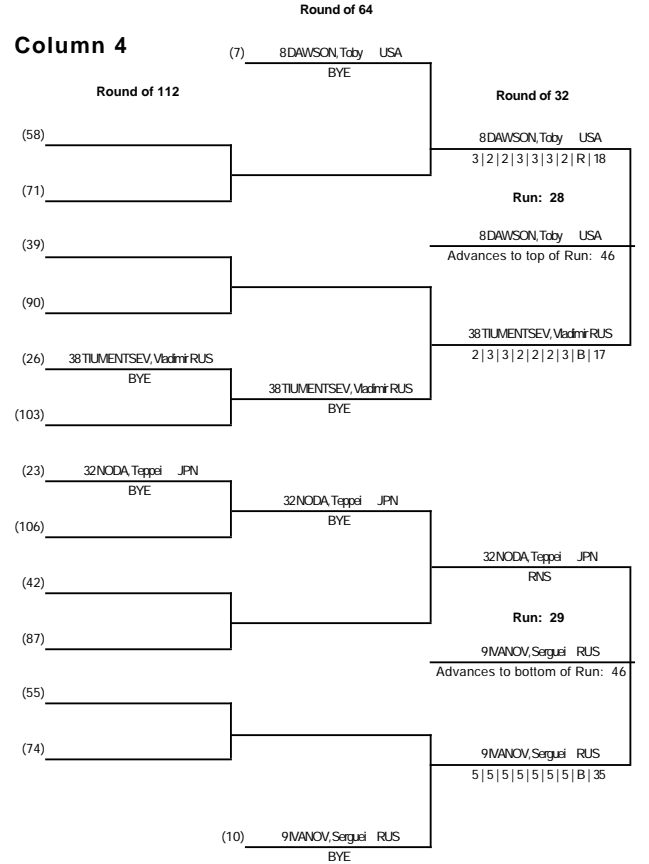 Round of 64
Column 4
(7) 8 DAWSON, Toby USA
BYE
Round of 112
Round of 32
(58)
8 DAWSON, Toby USA
3 | 2 | 2 | 3 | 3 | 3 | 2 | R | 18
(71)
Run: 28
(39)
8 DAWSON, Toby USA
Advances to top of Run: 46
(90)
38 TIUMENTSEV, Vladimir RUS
2 | 3 | 3 | 2 | 2 | 2 | 3 | B | 17
(26) 38 TIUMENTSEV, Vladimir RUS
BYE
38 TIUMENTSEV, Vladimir RUS
BYE
(103)
(23) 32 NODA, Teppei JPN
BYE
32 NODA, Teppei JPN
BYE
(106)
32 NODA, Teppei JPN
RNS
(42)
Run: 29
(87)
9 IVANOV, Serguei RUS
Advances to bottom of Run: 46
(55)
(74)
9 IVANOV, Serguei RUS
5 | 5 | 5 | 5 | 5 | 5 | 5 | B | 35
(10) 9 IVANOV, Serguei RUS
BYE